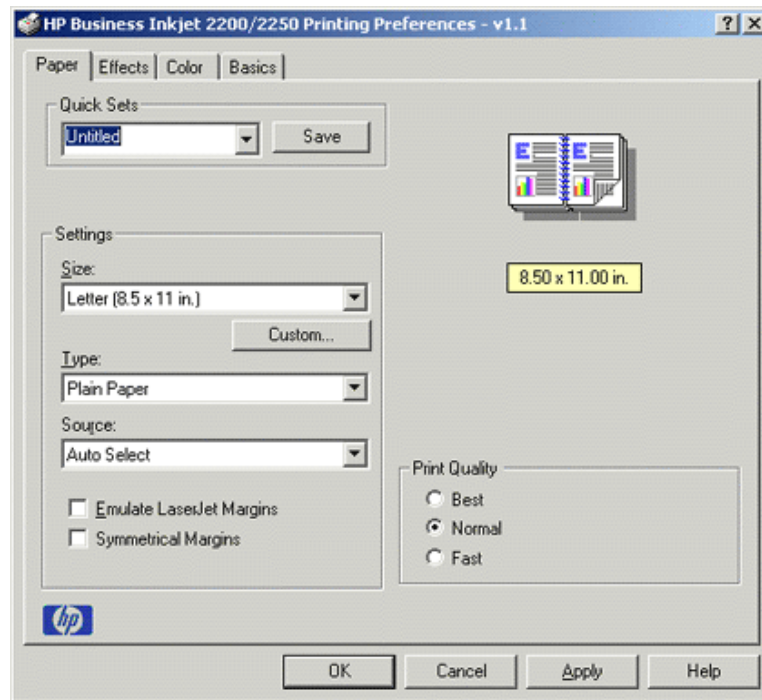 HP Business Inkjet 2200/2250 Printing Preferences - v1.1
Paper Effects Color Basics
Quick Sets
Untitled Save
Settings
Size:
Letter (8.5 x 11 in.)
8.50 x 11.00 in.
Custom...
Type:
Plain Paper
Source:
Auto Select
Emulate LaserJet Margins
Symmetrical Margins
Print Quality
Best
Normal
Fast
hp
OK Cancel Apply Help